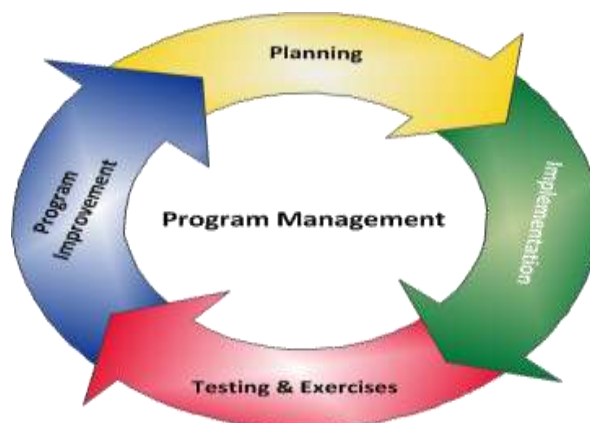 Planning
Implementation
Program Management
Program
Improvement
Testing & Exercises